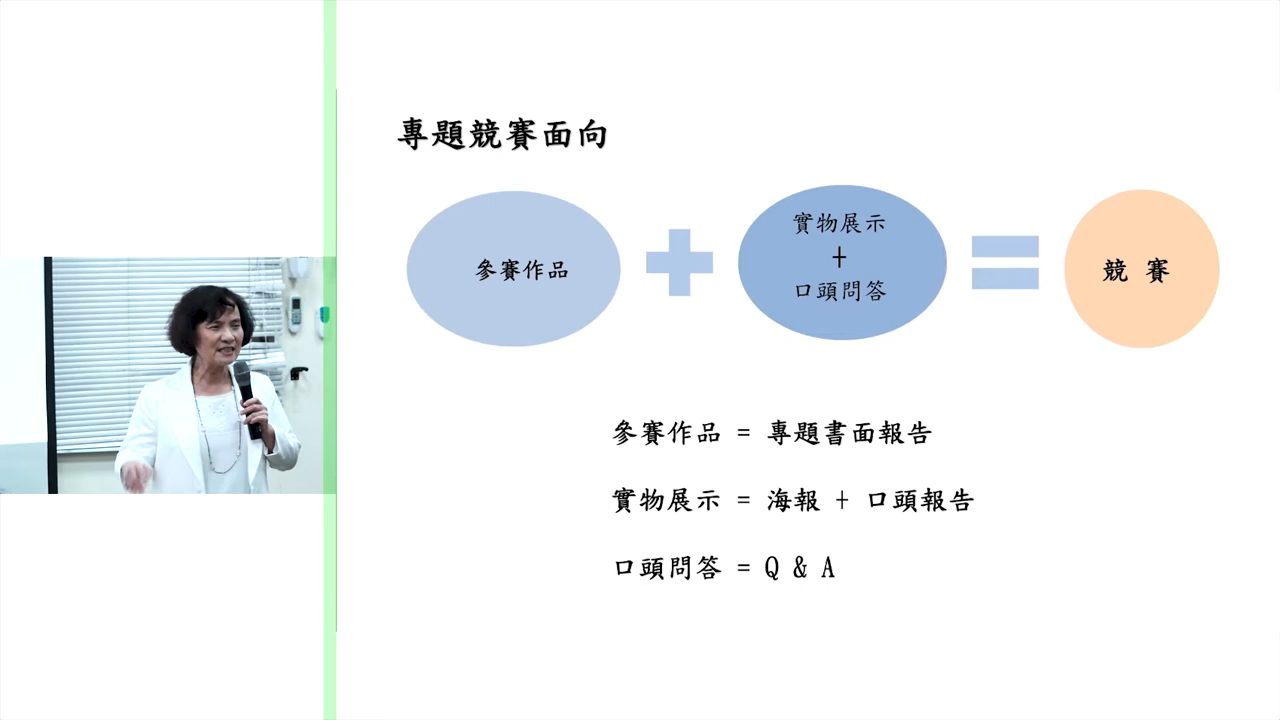 專題競賽面向
參賽作品
實物展示
+
口頭問答
競 賽
參賽作品 = 專題書面報告
實物展示 = 海報 + 口頭報告
口頭問答 = Q & A